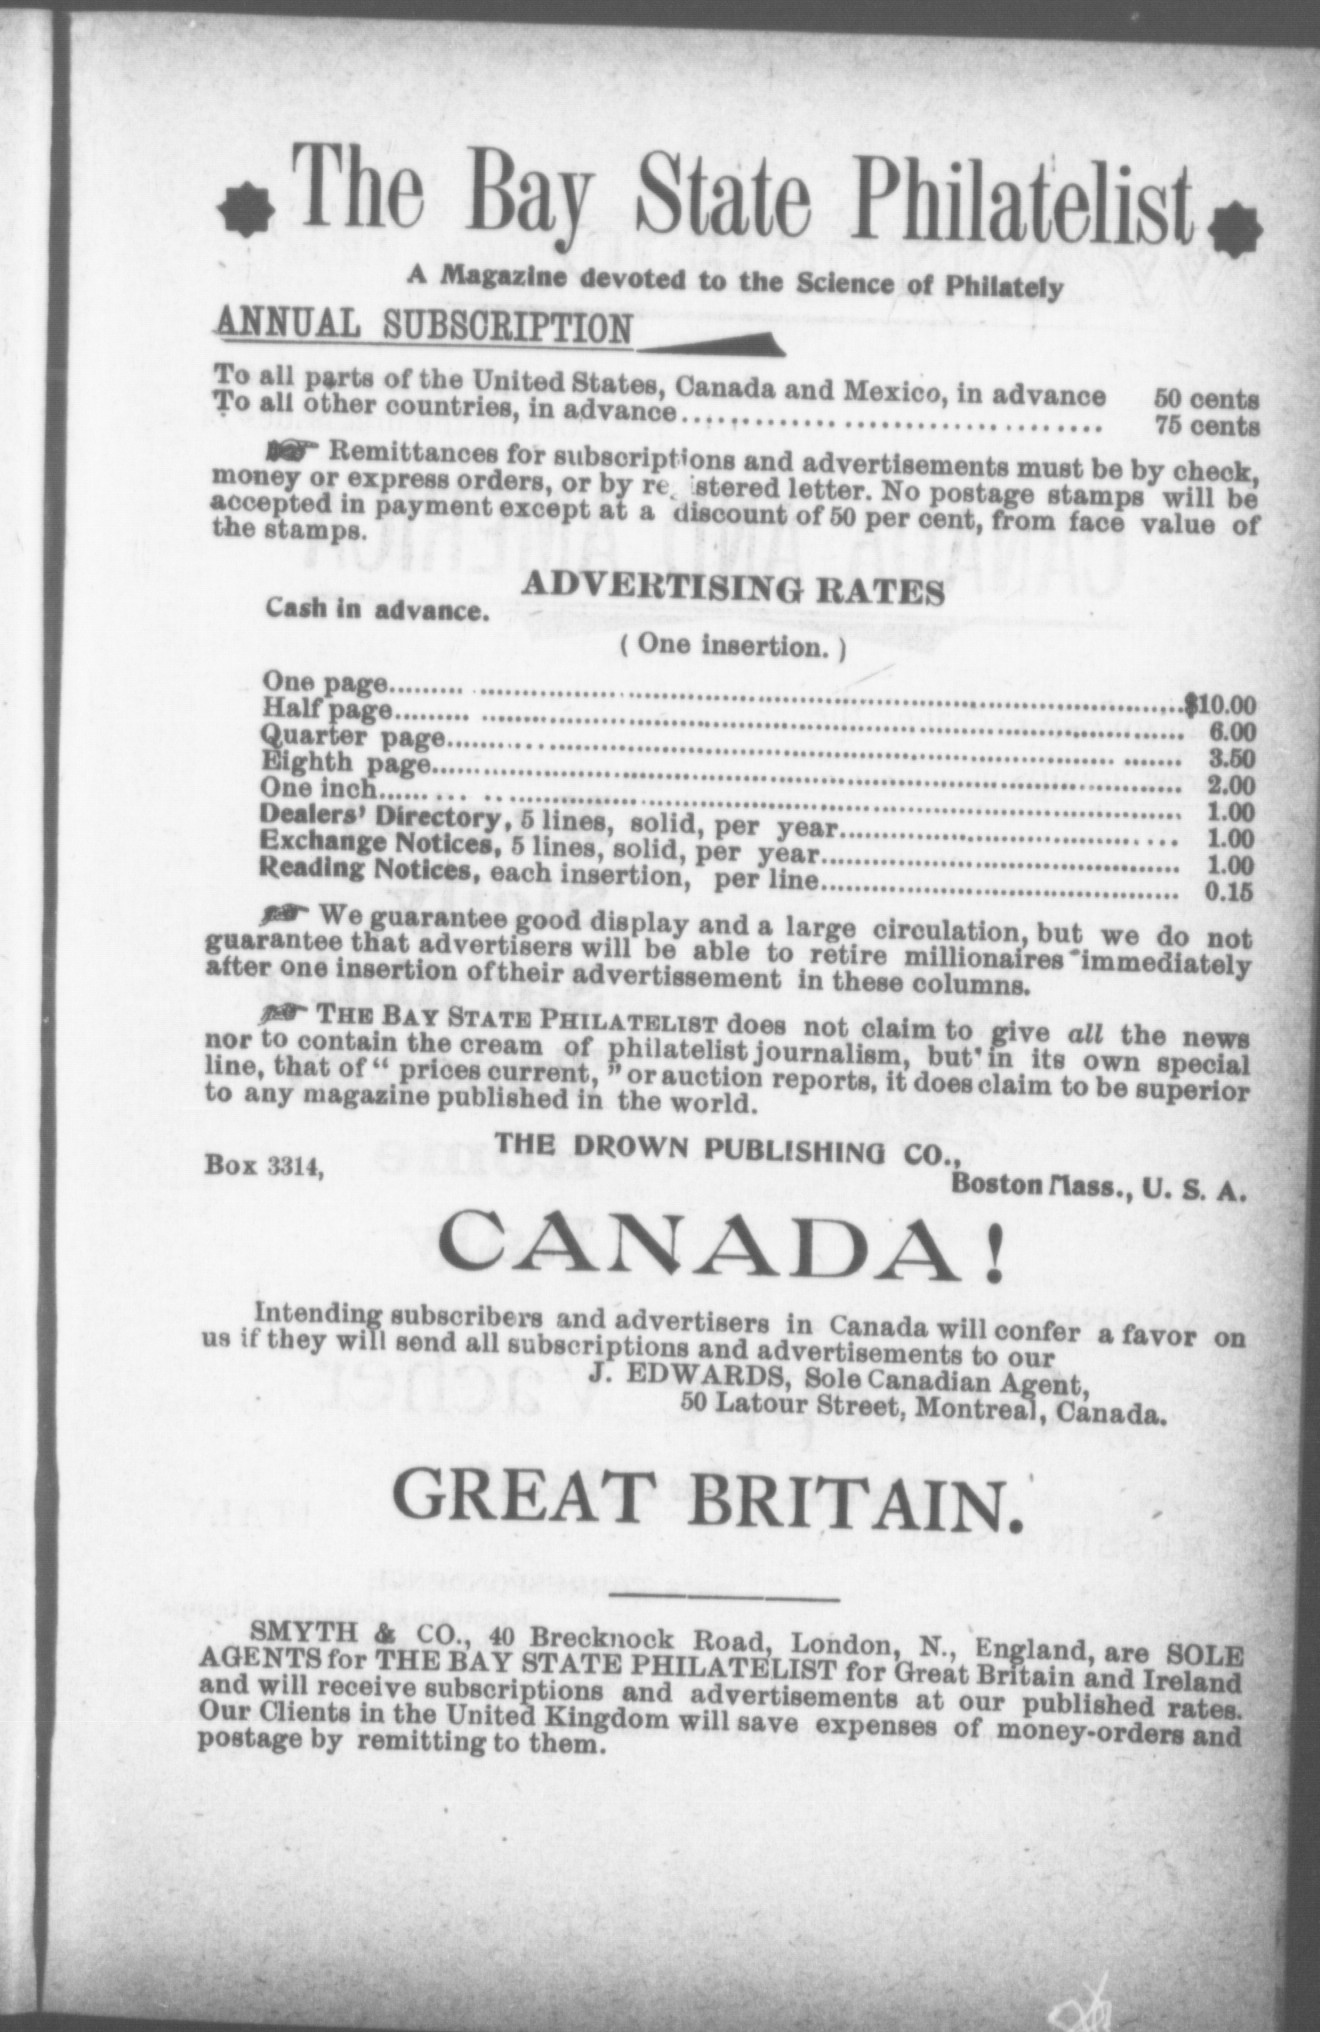 The Bay State Philatelist
A Magazine devoted to the Science of Philately
ANNUAL SUBSCRIPTION
To all parts of the United States, Canada and Mexico, in advance 50 cents
To all other countries, in advance.................................... 75 cents
☞ Remittances for subscriptions and advertisements must be by check,
money or express orders, or by re istered letter. No postage stamps will be
accepted in payment except at a discount of 50 per cent, from face value of
the stamps.
ADVERTISING RATES
Cash in advance.
( One insertion. )
One page........................................$10.00
Half page........................................ 6.00
Quarter page........................................ 3.50
Eighth page........................................ 2.00
One inch........................................ 1.00
Dealers' Directory, 5 lines, solid, per year........................................ 1.00
Exchange Notices, 5 lines, solid, per year........................................ 1.00
Reading Notices, each insertion, per line........................................ 0.15
☞ We guarantee good display and a large circulation, but we do not
guarantee that advertisers will be able to retire millionaires immediately
after one insertion of their advertissement in these columns.
☞ THE BAY STATE PHILATELIST does not claim to give all the news
nor to contain the cream of philatelist journalism, but in its own special
line, that of " prices current, " or auction reports, it does claim to be superior
to any magazine published in the world.
THE DROWN PUBLISHING CO.,
Box 3314,
Boston Mass., U. S. A.
CANADA!
Intending subscribers and advertisers in Canada will confer a favor on
us if they will send all subscriptions and advertisements to our
J. EDWARDS, Sole Canadian Agent,
50 Latour Street, Montreal, Canada.
GREAT BRITAIN.
SMYTH & CO., 40 Brecknock Road, London, N., England, are SOLE
AGENTS for THE BAY STATE PHILATELIST for Great Britain and Ireland
and will receive subscriptions and advertisements at our published rates.
Our Clients in the United Kingdom will save expenses of money-orders and
postage by remitting to them.